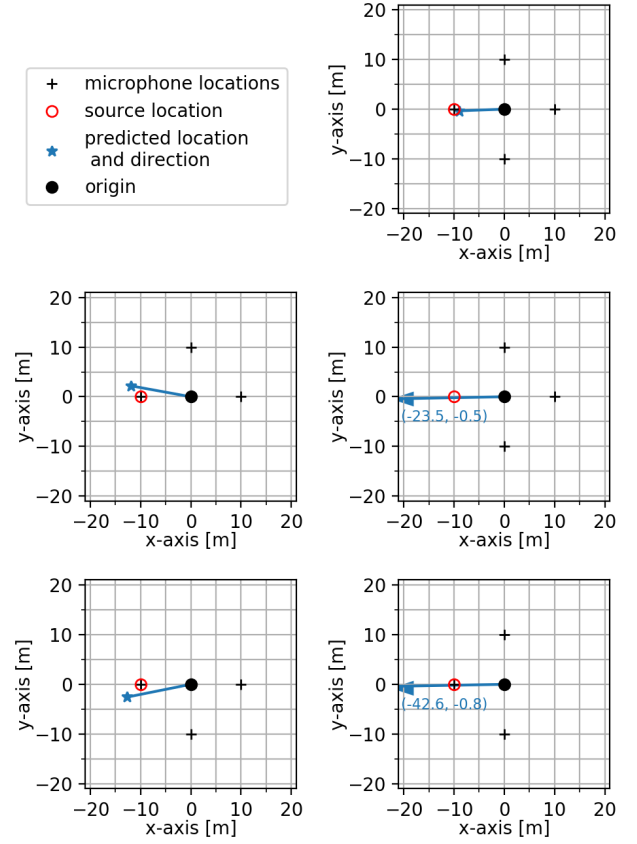 microphone locations
source location
predicted location
and direction
origin
20
10
0
−10
−20
y-axis [m]
−20 −10 0 10 20
x-axis [m]
20
10
0
−10
−20
y-axis [m]
−20 −10 0 10 20
x-axis [m]
20
10
0
−10
−20
y-axis [m]
(-23.5, -0.5)
−20 −10 0 10 20
x-axis [m]
20
10
0
−10
−20
y-axis [m]
−20 −10 0 10 20
x-axis [m]
20
10
0
−10
−20
y-axis [m]
(-42.6, -0.8)
−20 −10 0 10 20
x-axis [m]